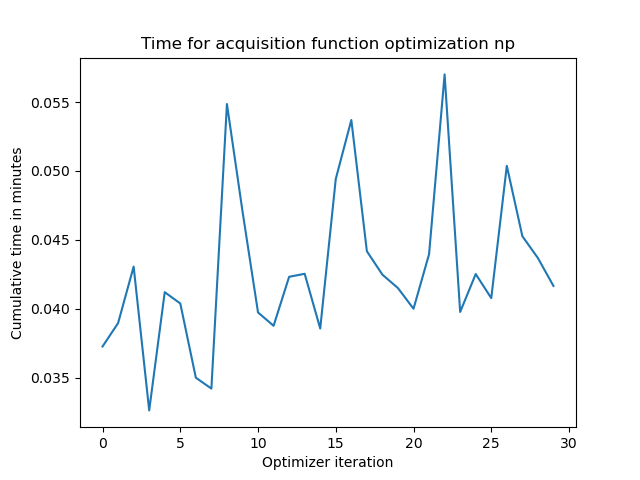 Time for acquisition function optimization np
Cumulative time in minutes
0.055
0.050
0.045
0.040
0.035
0 5 10 15 20 25 30
Optimizer iteration